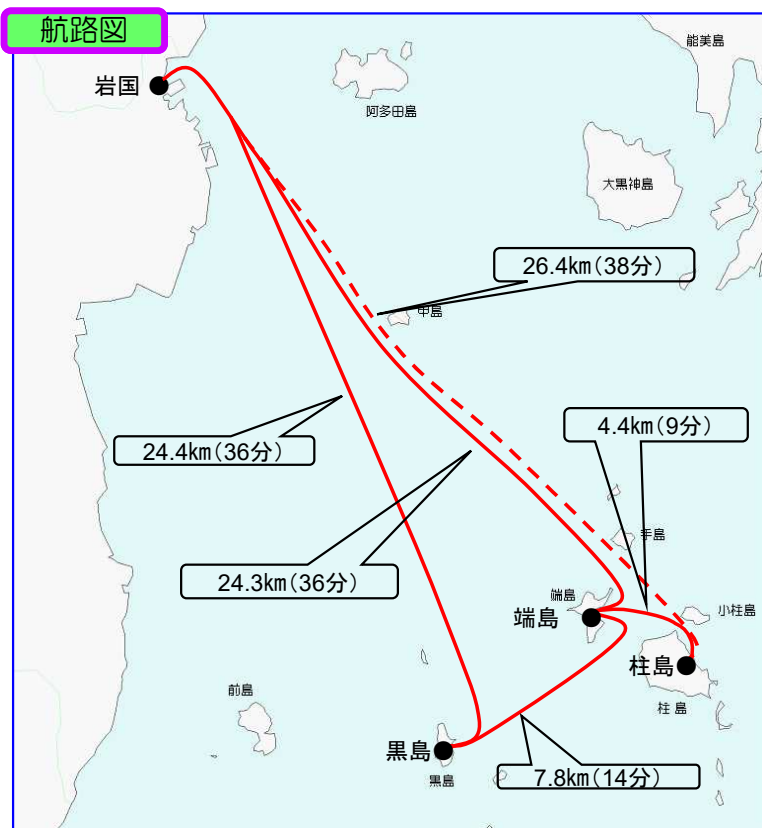 航路図
能美島
岩国
阿多田島
大黒神島
26.4km(38分)
甲島
4.4km(9分)
24.4km(36分)
手島
24.3km(36分)
端島
端島
小柱島
柱島
前島
柱 島
黒島
7.8km(14分)
黒島